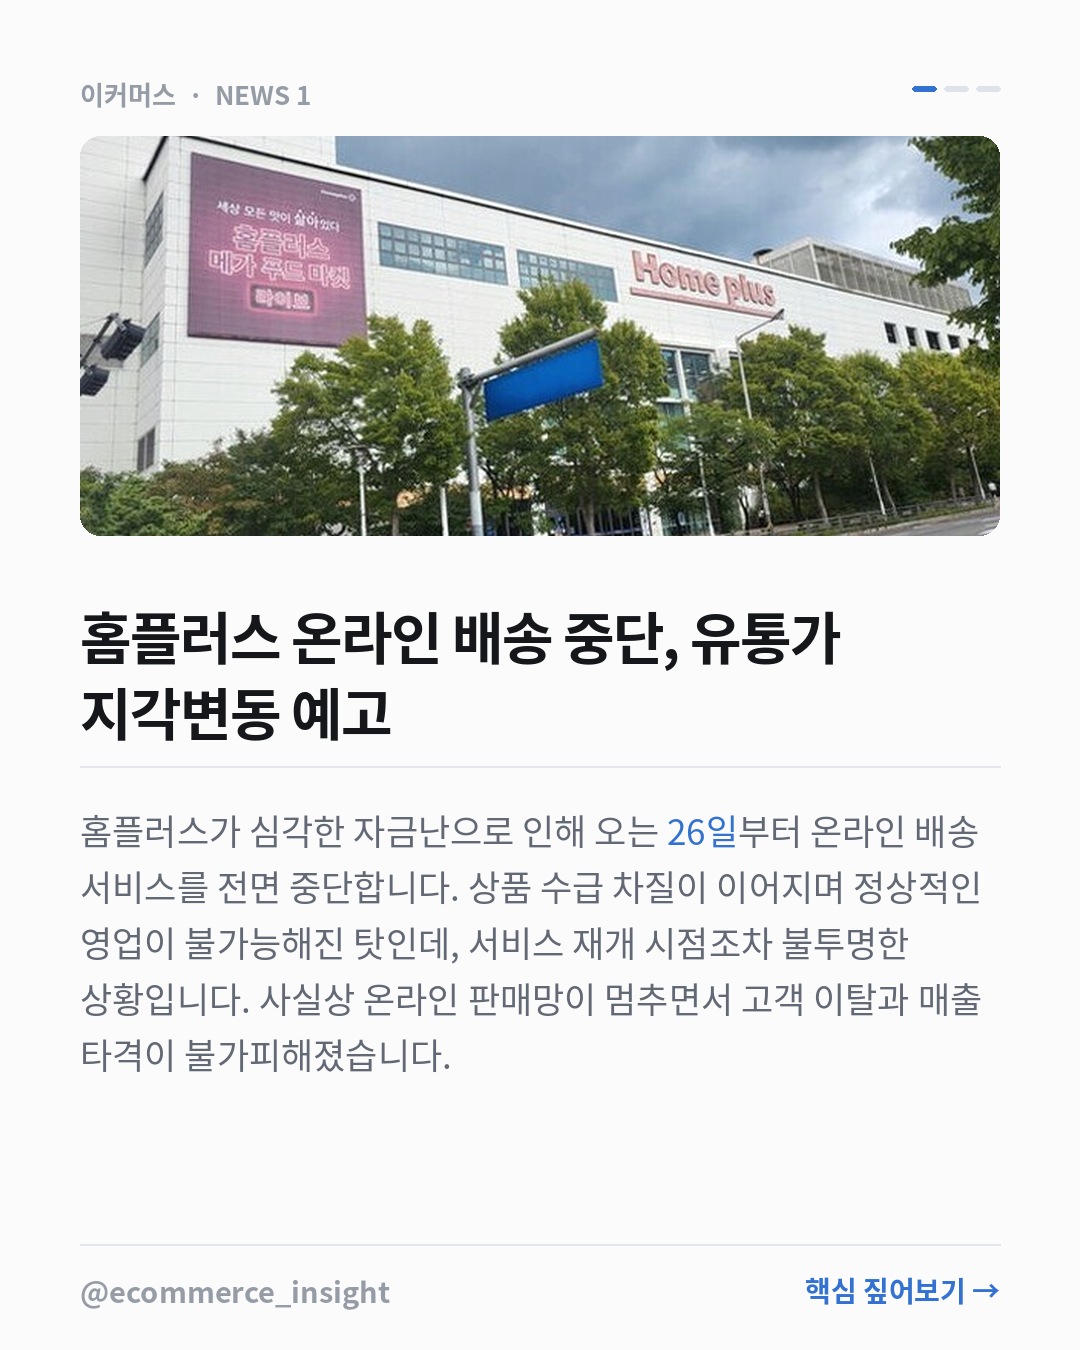 이커머스 · NEWS 1
Homeplus
세상 모든 맛이 살아있다
홈플러스
메가 푸드 마켓
라이브
Home plus
홈플러스 온라인 배송 중단, 유통가
지각변동 예고
홈플러스가 심각한 자금난으로 인해 오는 26일부터 온라인 배송
서비스를 전면 중단합니다. 상품 수급 차질이 이어지며 정상적인
영업이 불가능해진 탓인데, 서비스 재개 시점조차 불투명한
상황입니다. 사실상 온라인 판매망이 멈추면서 고객 이탈과 매출
타격이 불가피해졌습니다.
@ecommerce_insight
핵심 짚어보기 →